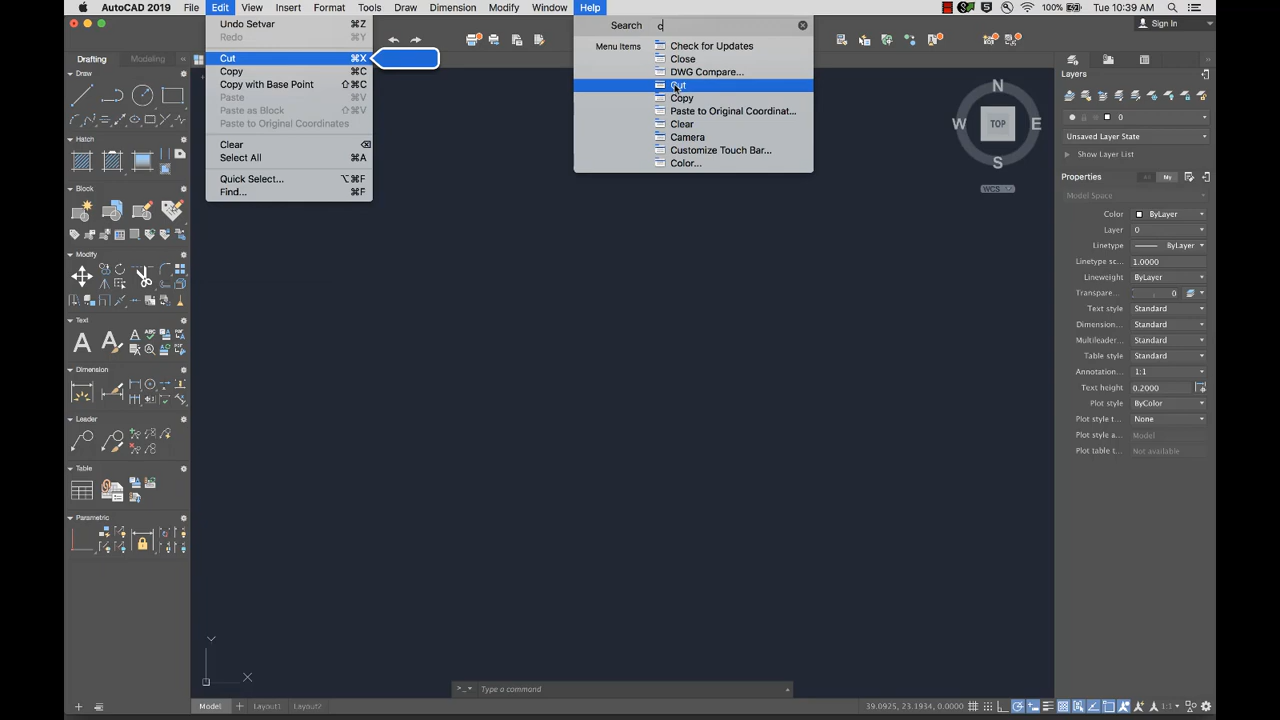 AutoCAD 2019 File Edit View Insert Format Tools Draw Dimension Modify Window Help 100% Tue 10:39 AM
Undo Setvar ⌘Z
Redo ⌘Y
Cut ⌘X
Copy ⌘C
Copy with Base Point ⇧⌘C
Paste ⌘V
Paste as Block ⇧⌘V
Paste to Original Coordinates
Clear ⌫
Select All ⌘A
Quick Select... ⌥⌘F
Find... ⌘F
Search c
Menu Items Check for Updates
Close
DWG Compare...
Cut
Copy
Paste to Original Coordinat...
Clear
Camera
Customize Touch Bar...
Color...
Sign In
Drafting Modeling
Draw
Hatch
Block
Modify
Text
Dimension
Leader
Table
Parametric
N
W TOP E
S
WCS
Layers
0
Unsaved Layer State
Show Layer List
Properties All My
Model Space
Color ByLayer
Layer 0
Linetype ByLayer
Linetype sc... 1.0000
Lineweight ByLayer
Transpare... 0
Text style Standard
Dimension... Standard
Multileader... Standard
Table style Standard
Annotation... 1:1
Text height 0.2000
Plot style ByColor
Plot style t... None
Plot style a... Model
Plot table t... Not available
Y
X
>_ Type a command
Model Layout1 Layout2 39.0925, 23.1934, 0.0000 1:1